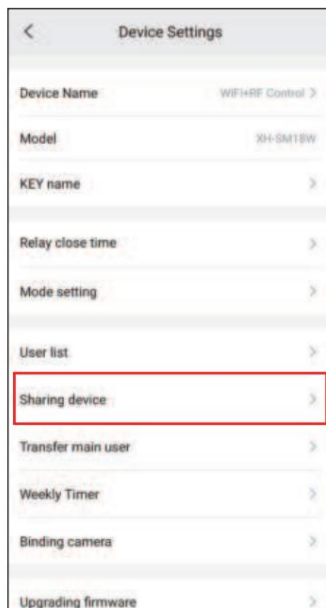 Device Settings
Device Name WIFI+RF Control
Model XH-SM18W
KEY name
Relay close time
Mode setting
User list
Sharing device
Transfer main user
Weekly Timer
Binding camera
Upgrading firmware